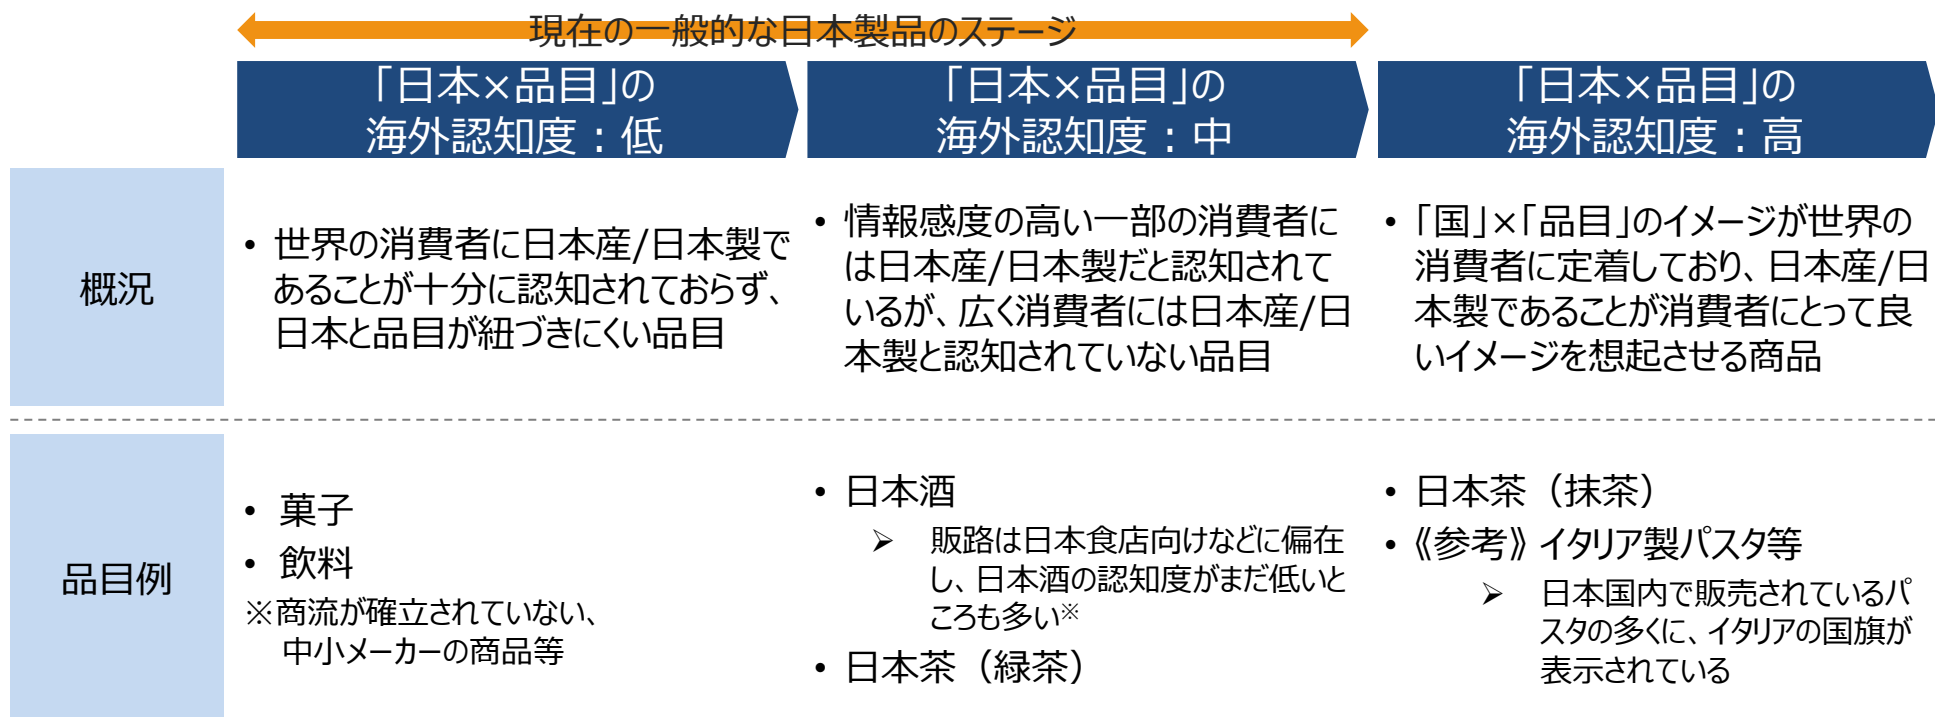 現在の一般的な日本製品のステージ
「日本×品目」の
海外認知度：低
「日本×品目」の
海外認知度：中
「日本×品目」の
海外認知度：高
概況
• 世界の消費者に日本産/日本製で
あることが十分に認知されておらず、
日本と品目が紐づきにくい品目
• 情報感度の高い一部の消費者に
は日本産/日本製だと認知されて
いるが、広く消費者には日本産/日
本製と認知されていない品目
• 「国」×「品目」のイメージが世界の
消費者に定着しており、日本産/日
本製であることが消費者にとって良
いイメージを想起させる商品
品目例
• 菓子
• 飲料
※商流が確立されていない、
中小メーカーの商品等
• 日本酒
➢ 販路は日本食店向けなどに偏在
し、日本酒の認知度がまだ低いと
ころも多い※
• 日本茶（緑茶）
• 日本茶（抹茶）
• 《参考》イタリア製パスタ等
➢ 日本国内で販売されているパ
スタの多くに、イタリアの国旗が
表示されている